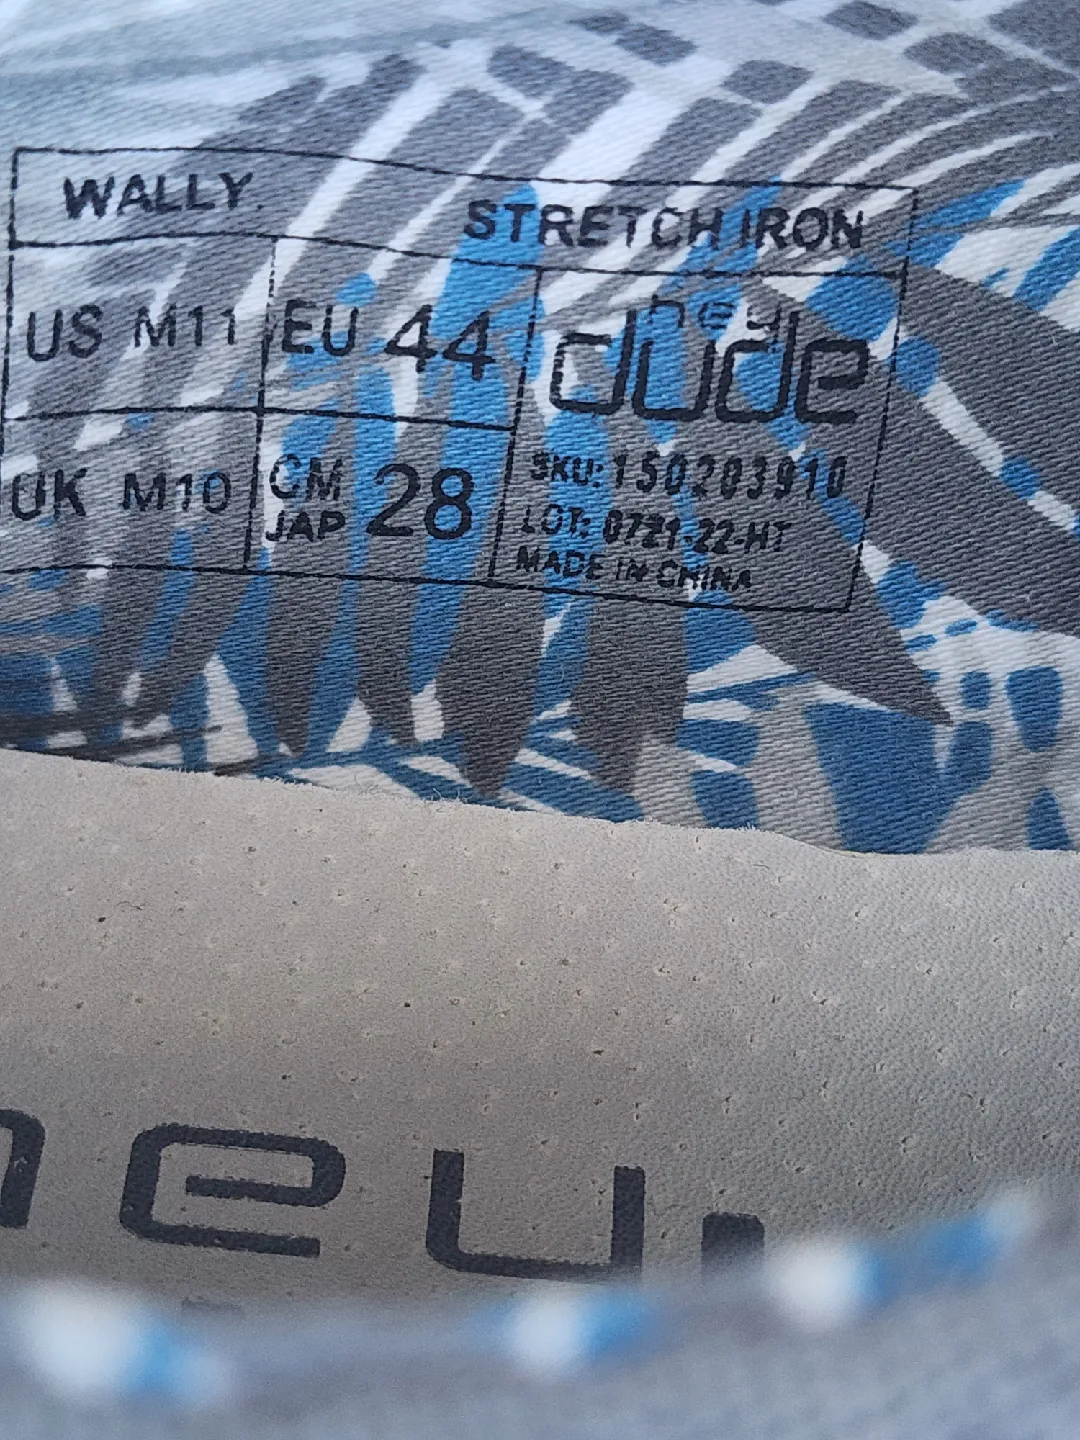 WALLY. STRETCH IRON
US M11 EU 44
hey
dude
UK M10 CM JAP 28
SKU:150203910
LOT: 0721-22-HT
MADE IN CHINA
hey